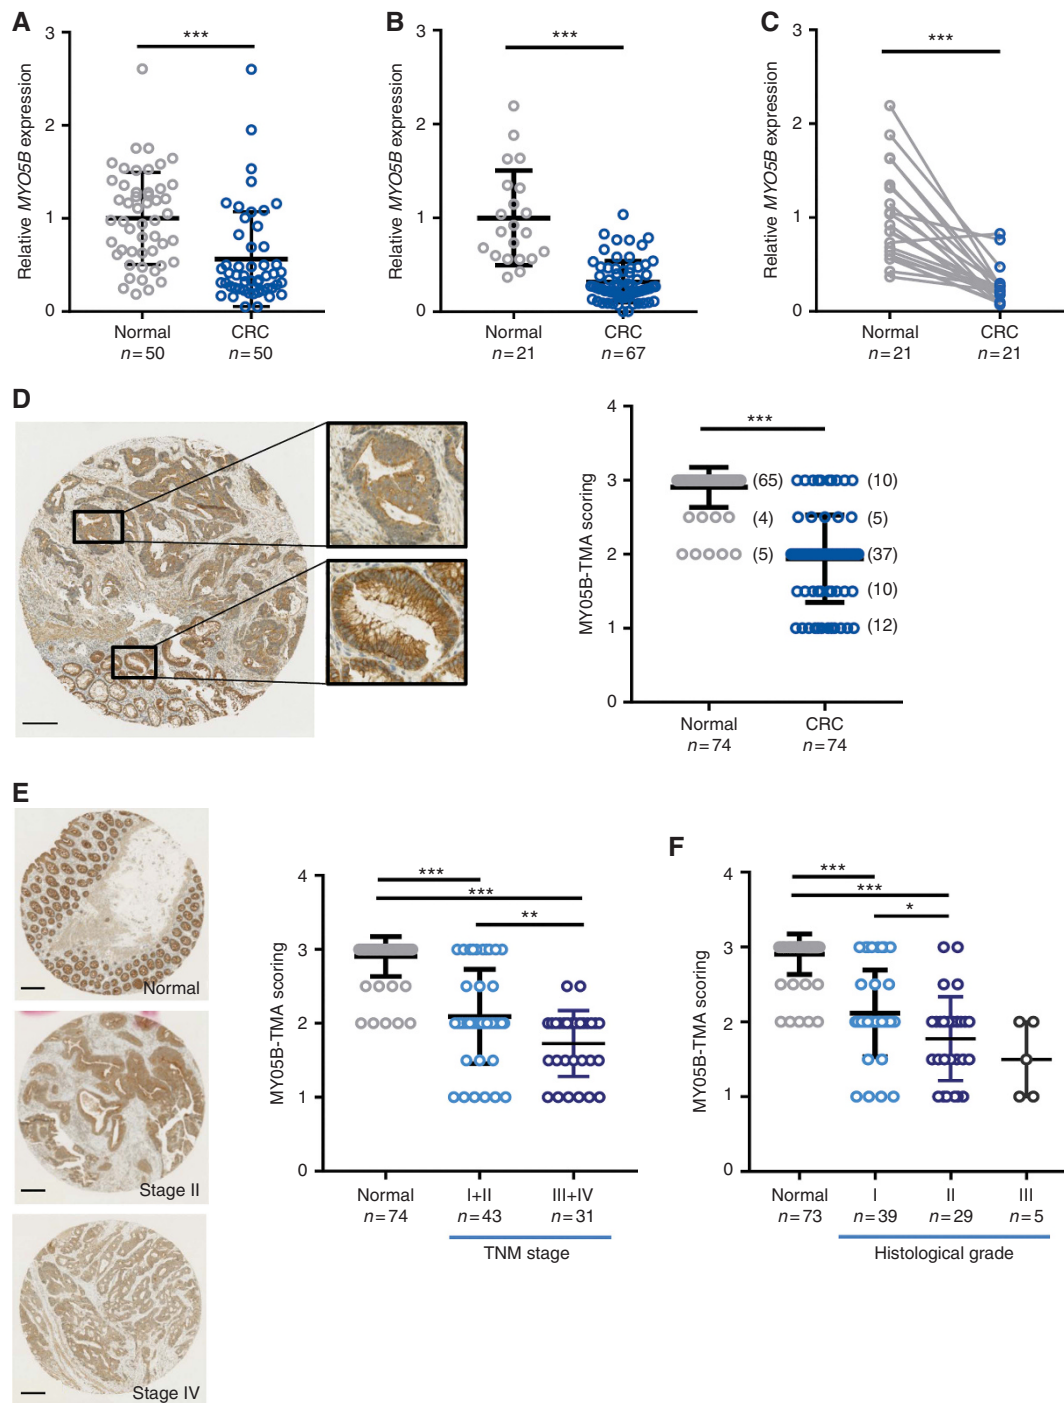 A
3
2
1
0
Relative MYO5B expression
***
Normal
n=50
CRC
n=50
B
3
2
1
0
Relative MYO5B expression
***
Normal
n=21
CRC
n=67
C
3
2
1
0
Relative MYO5B expression
***
Normal
n=21
CRC
n=21
D
4
3
2
1
0
MY05B-TMA scoring
***
(65)
(4)
(5)
(10)
(5)
(37)
(10)
(12)
Normal
n=74
CRC
n=74
E
Normal
Stage II
Stage IV
4
3
2
1
0
MY05B-TMA scoring
***
***
**
Normal
n=74
I+II
n=43
III+IV
n=31
TNM stage
F
4
3
2
1
0
MY05B-TMA scoring
***
***
*
Normal
n=73
I
n=39
II
n=29
III
n=5
Histological grade